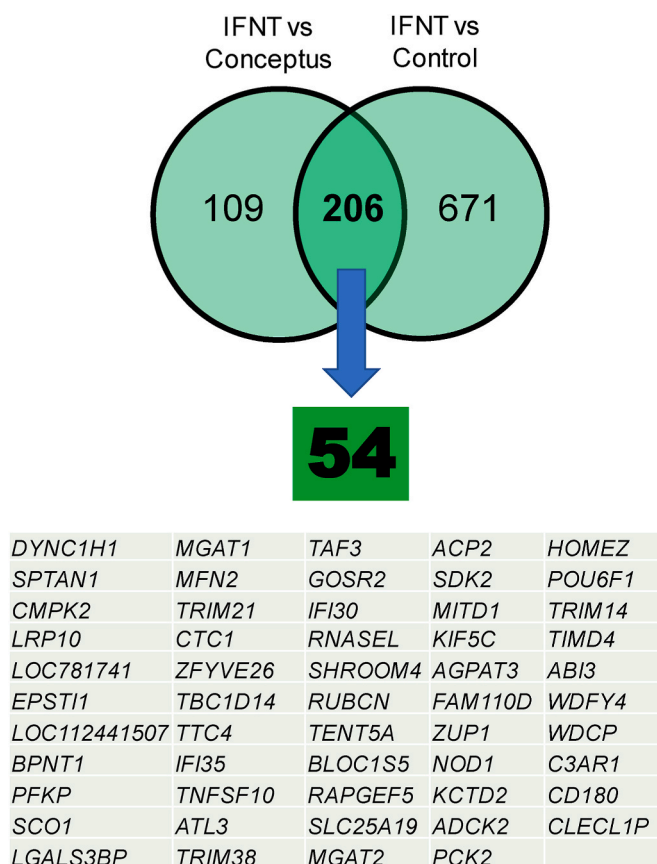 IFNT vs
Conceptus
IFNT vs
Control
109
206
671
54
DYNC1H1 MGAT1 TAF3 ACP2 HOMEZ
SPTAN1 MFN2 GOSR2 SDK2 POU6F1
CMPK2 TRIM21 IFI30 MITD1 TRIM14
LRP10 CTC1 RNASEL KIF5C TIMD4
LOC781741 ZFYVE26 SHROOM4 AGPAT3 ABI3
EPSTI1 TBC1D14 RUBCN FAM110D WDFY4
LOC112441507 TTC4 TENT5A ZUP1 WDCP
BPNT1 IFI35 BLOC1S5 NOD1 C3AR1
PFKP TNFSF10 RAPGEF5 KCTD2 CD180
SCO1 ATL3 SLC25A19 ADCK2 CLECL1P
LGALS3BP TRIM38 MGAT2 PCK2